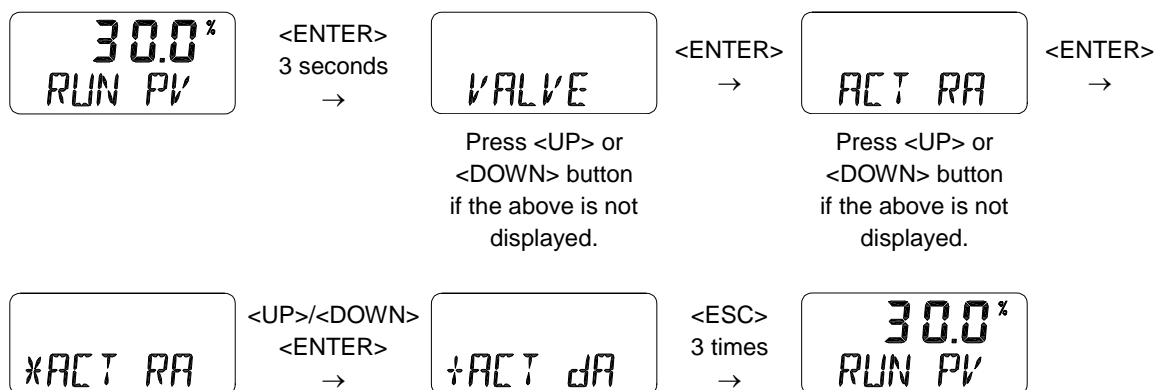 30.0%
RUN PV
<ENTER>
3 seconds
→
VALVE
Press <UP> or
<DOWN> button
if the above is not
displayed.
<ENTER>
→
ACT RA
Press <UP> or
<DOWN> button
if the above is not
displayed.
<ENTER>
→
*ACT RA
<UP>/<DOWN>
<ENTER>
→
+ACT dA
<ESC>
3 times
→
30.0%
RUN PV